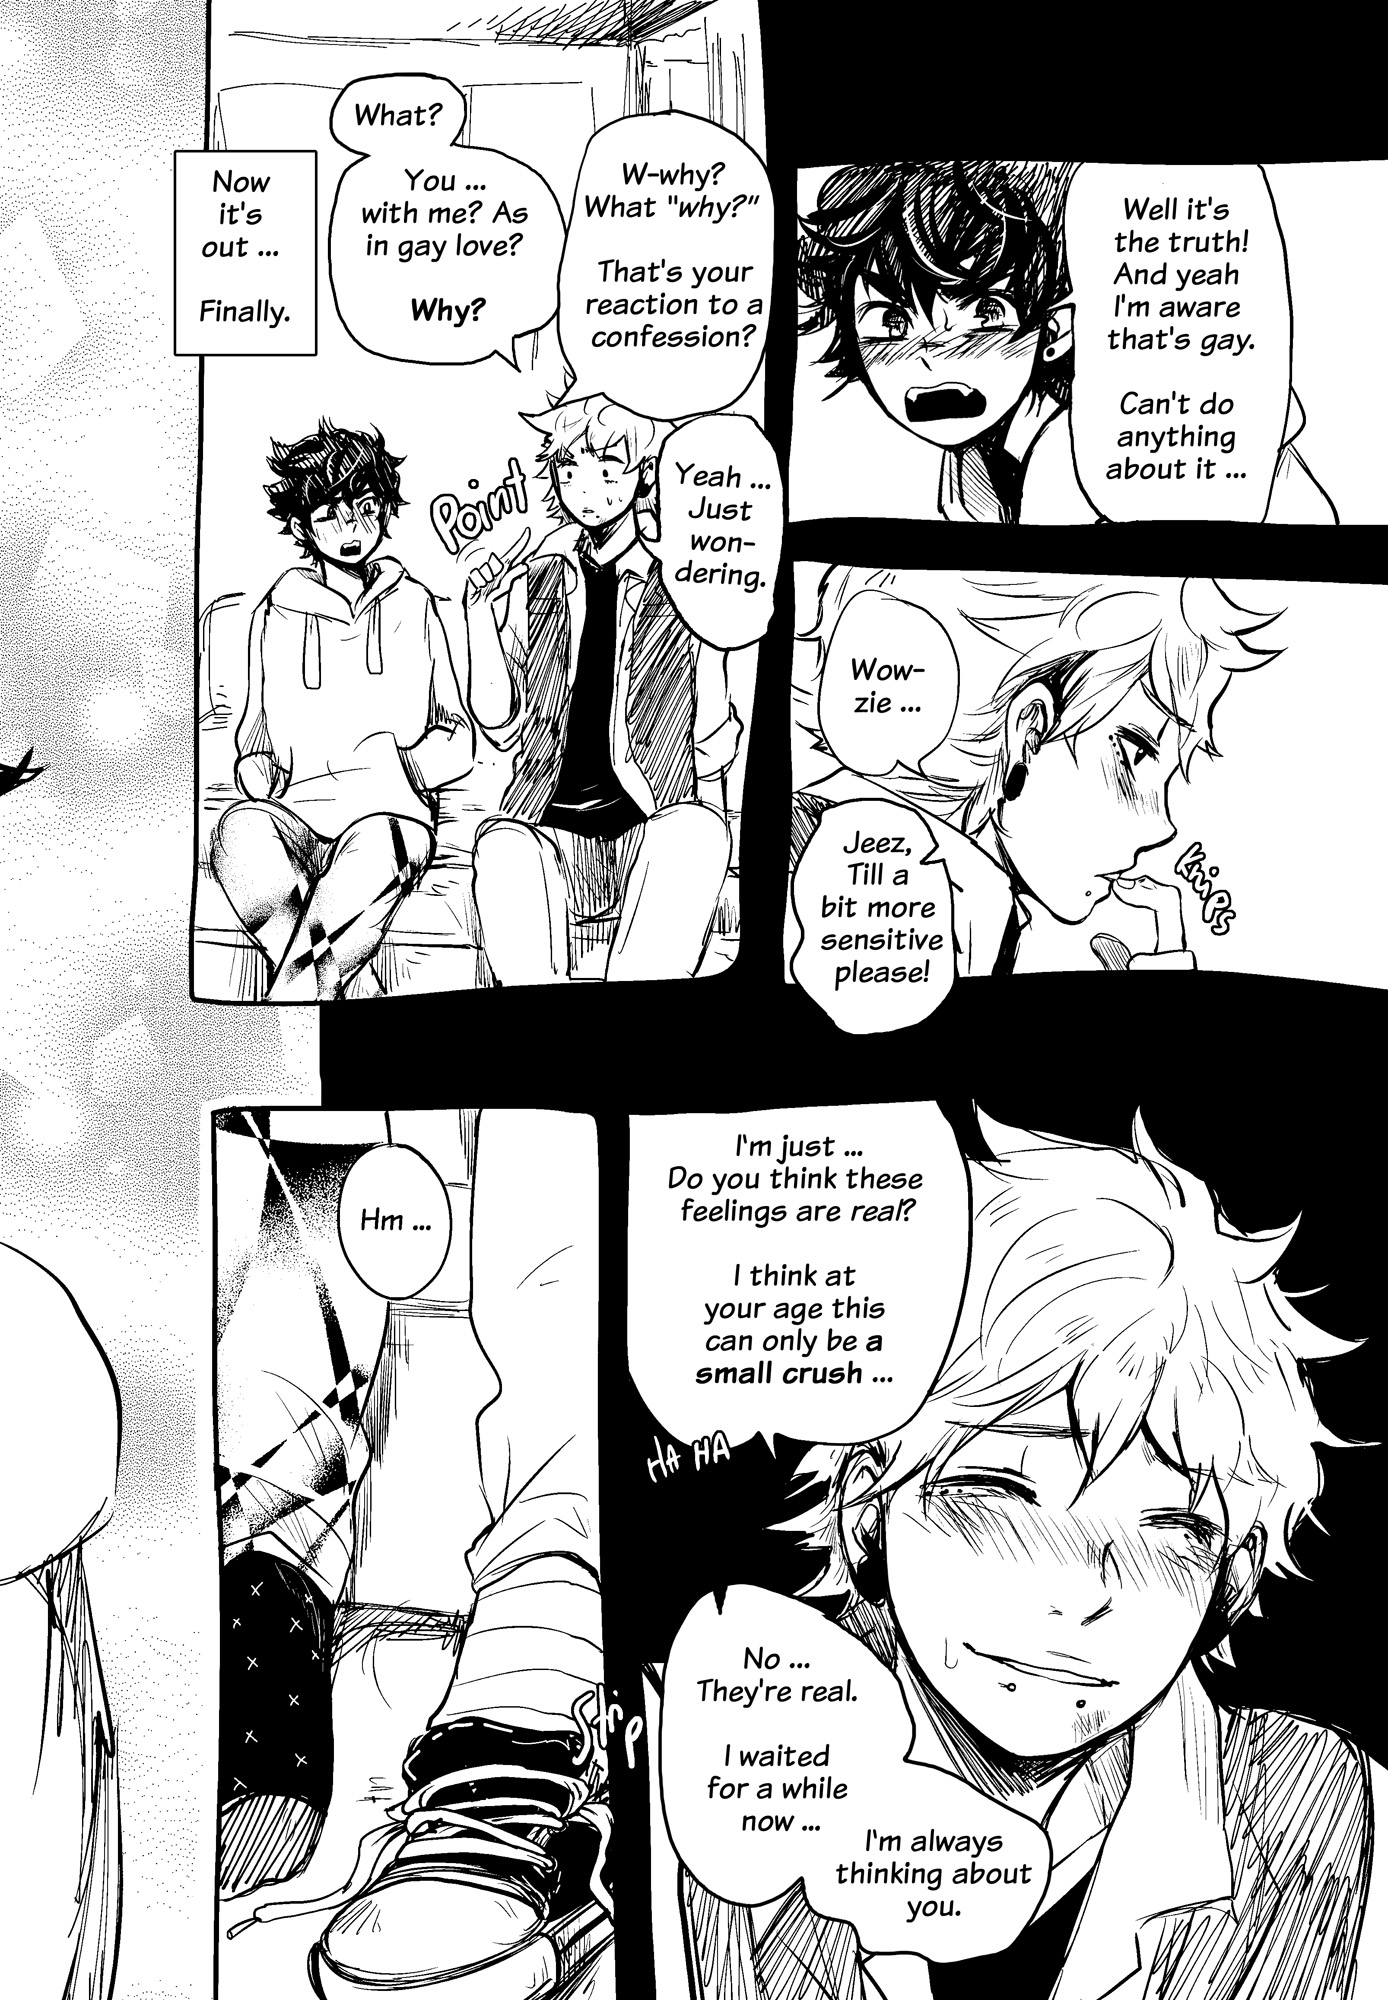 Now
it's
out ...
Finally.
What?
You ...
with me? As
in gay love?
Why?
W-why?
What "why?"
That's your
reaction to a
confession?
Point
Yeah ...
Just
won-
dering.
Well it's
the truth!
And yeah
I'm aware
that's gay.
Can't do
anything
about it ...
Wow-
zie ...
Jeez,
Till a
bit more
sensitive
please!
Knips
Hm ...
Strip
I'm just ...
Do you think these
feelings are real?
I think at
your age this
can only be a
small crush ...
HA HA
No ...
They're real.
I waited
for a while
now ...
I'm always
thinking about
you.